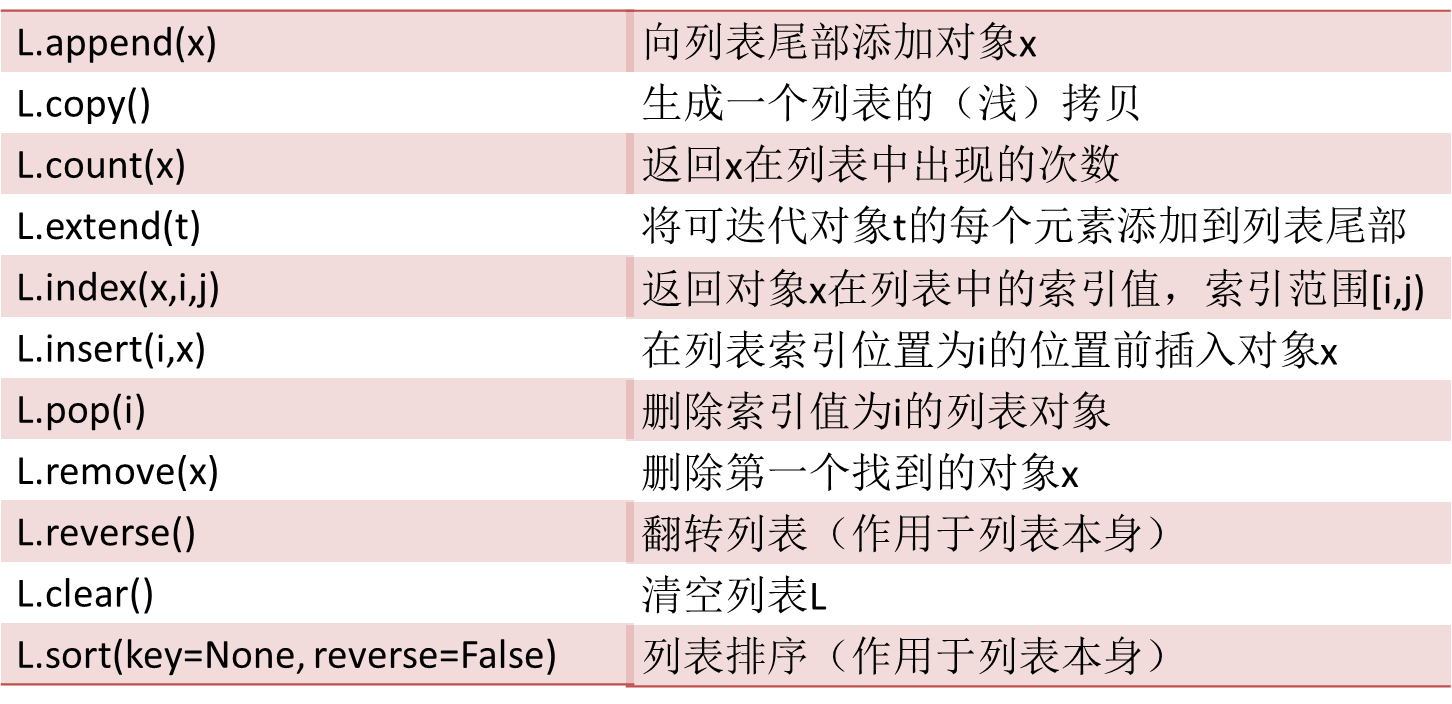 L.append(x) 向列表尾部添加对象x
L.copy() 生成一个列表的（浅）拷贝
L.count(x) 返回x在列表中出现的次数
L.extend(t) 将可迭代对象t的每个元素添加到列表尾部
L.index(x,i,j) 返回对象x在列表中的索引值，索引范围[i,j)
L.insert(i,x) 在列表索引位置为i的位置前插入对象x
L.pop(i) 删除索引值为i的列表对象
L.remove(x) 删除第一个找到的对象x
L.reverse() 翻转列表（作用于列表本身）
L.clear() 清空列表L
L.sort(key=None, reverse=False) 列表排序（作用于列表本身）